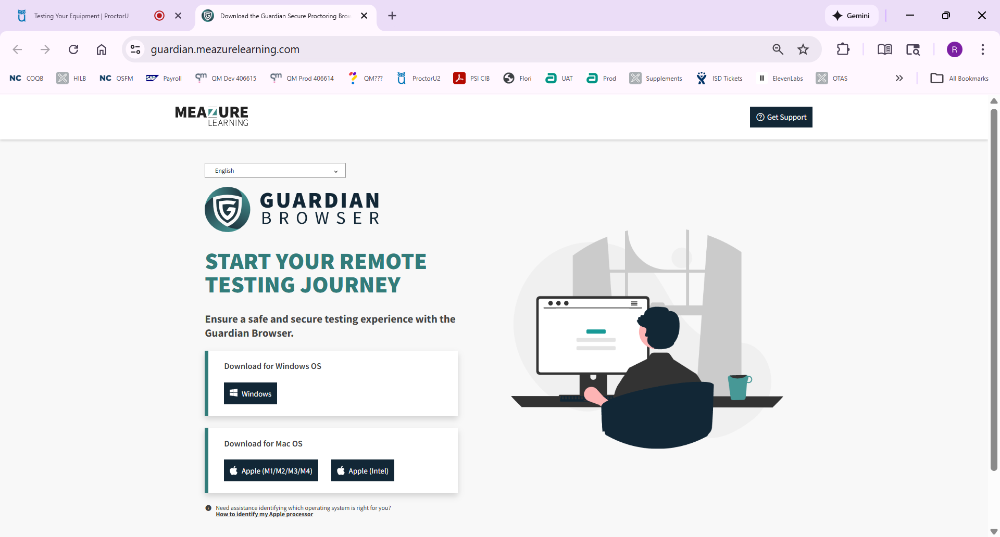 Testing Your Equipment | ProctorU
Download the Guardian Secure Proctoring Brow
Gemini
guardian.meazurelearning.com
R
NC COQB
HILB
NC OSFM
SAP Payroll
qm QM Dev 406615
qm QM Prod 406614
QM???
ProctorU2
PSI CIB
Flori
a UAT
a Prod
Supplements
ISD Tickets
ElevenLabs
OTAS
All Bookmarks
MEAZURE
LEARNING
Get Support
English
GUARDIAN
BROWSER
START YOUR REMOTE
TESTING JOURNEY
Ensure a safe and secure testing experience with the
Guardian Browser.
Download for Windows OS
Windows
Download for Mac OS
Apple (M1/M2/M3/M4)
Apple (Intel)
Need assistance identifying which operating system is right for you?
How to identify my Apple processor